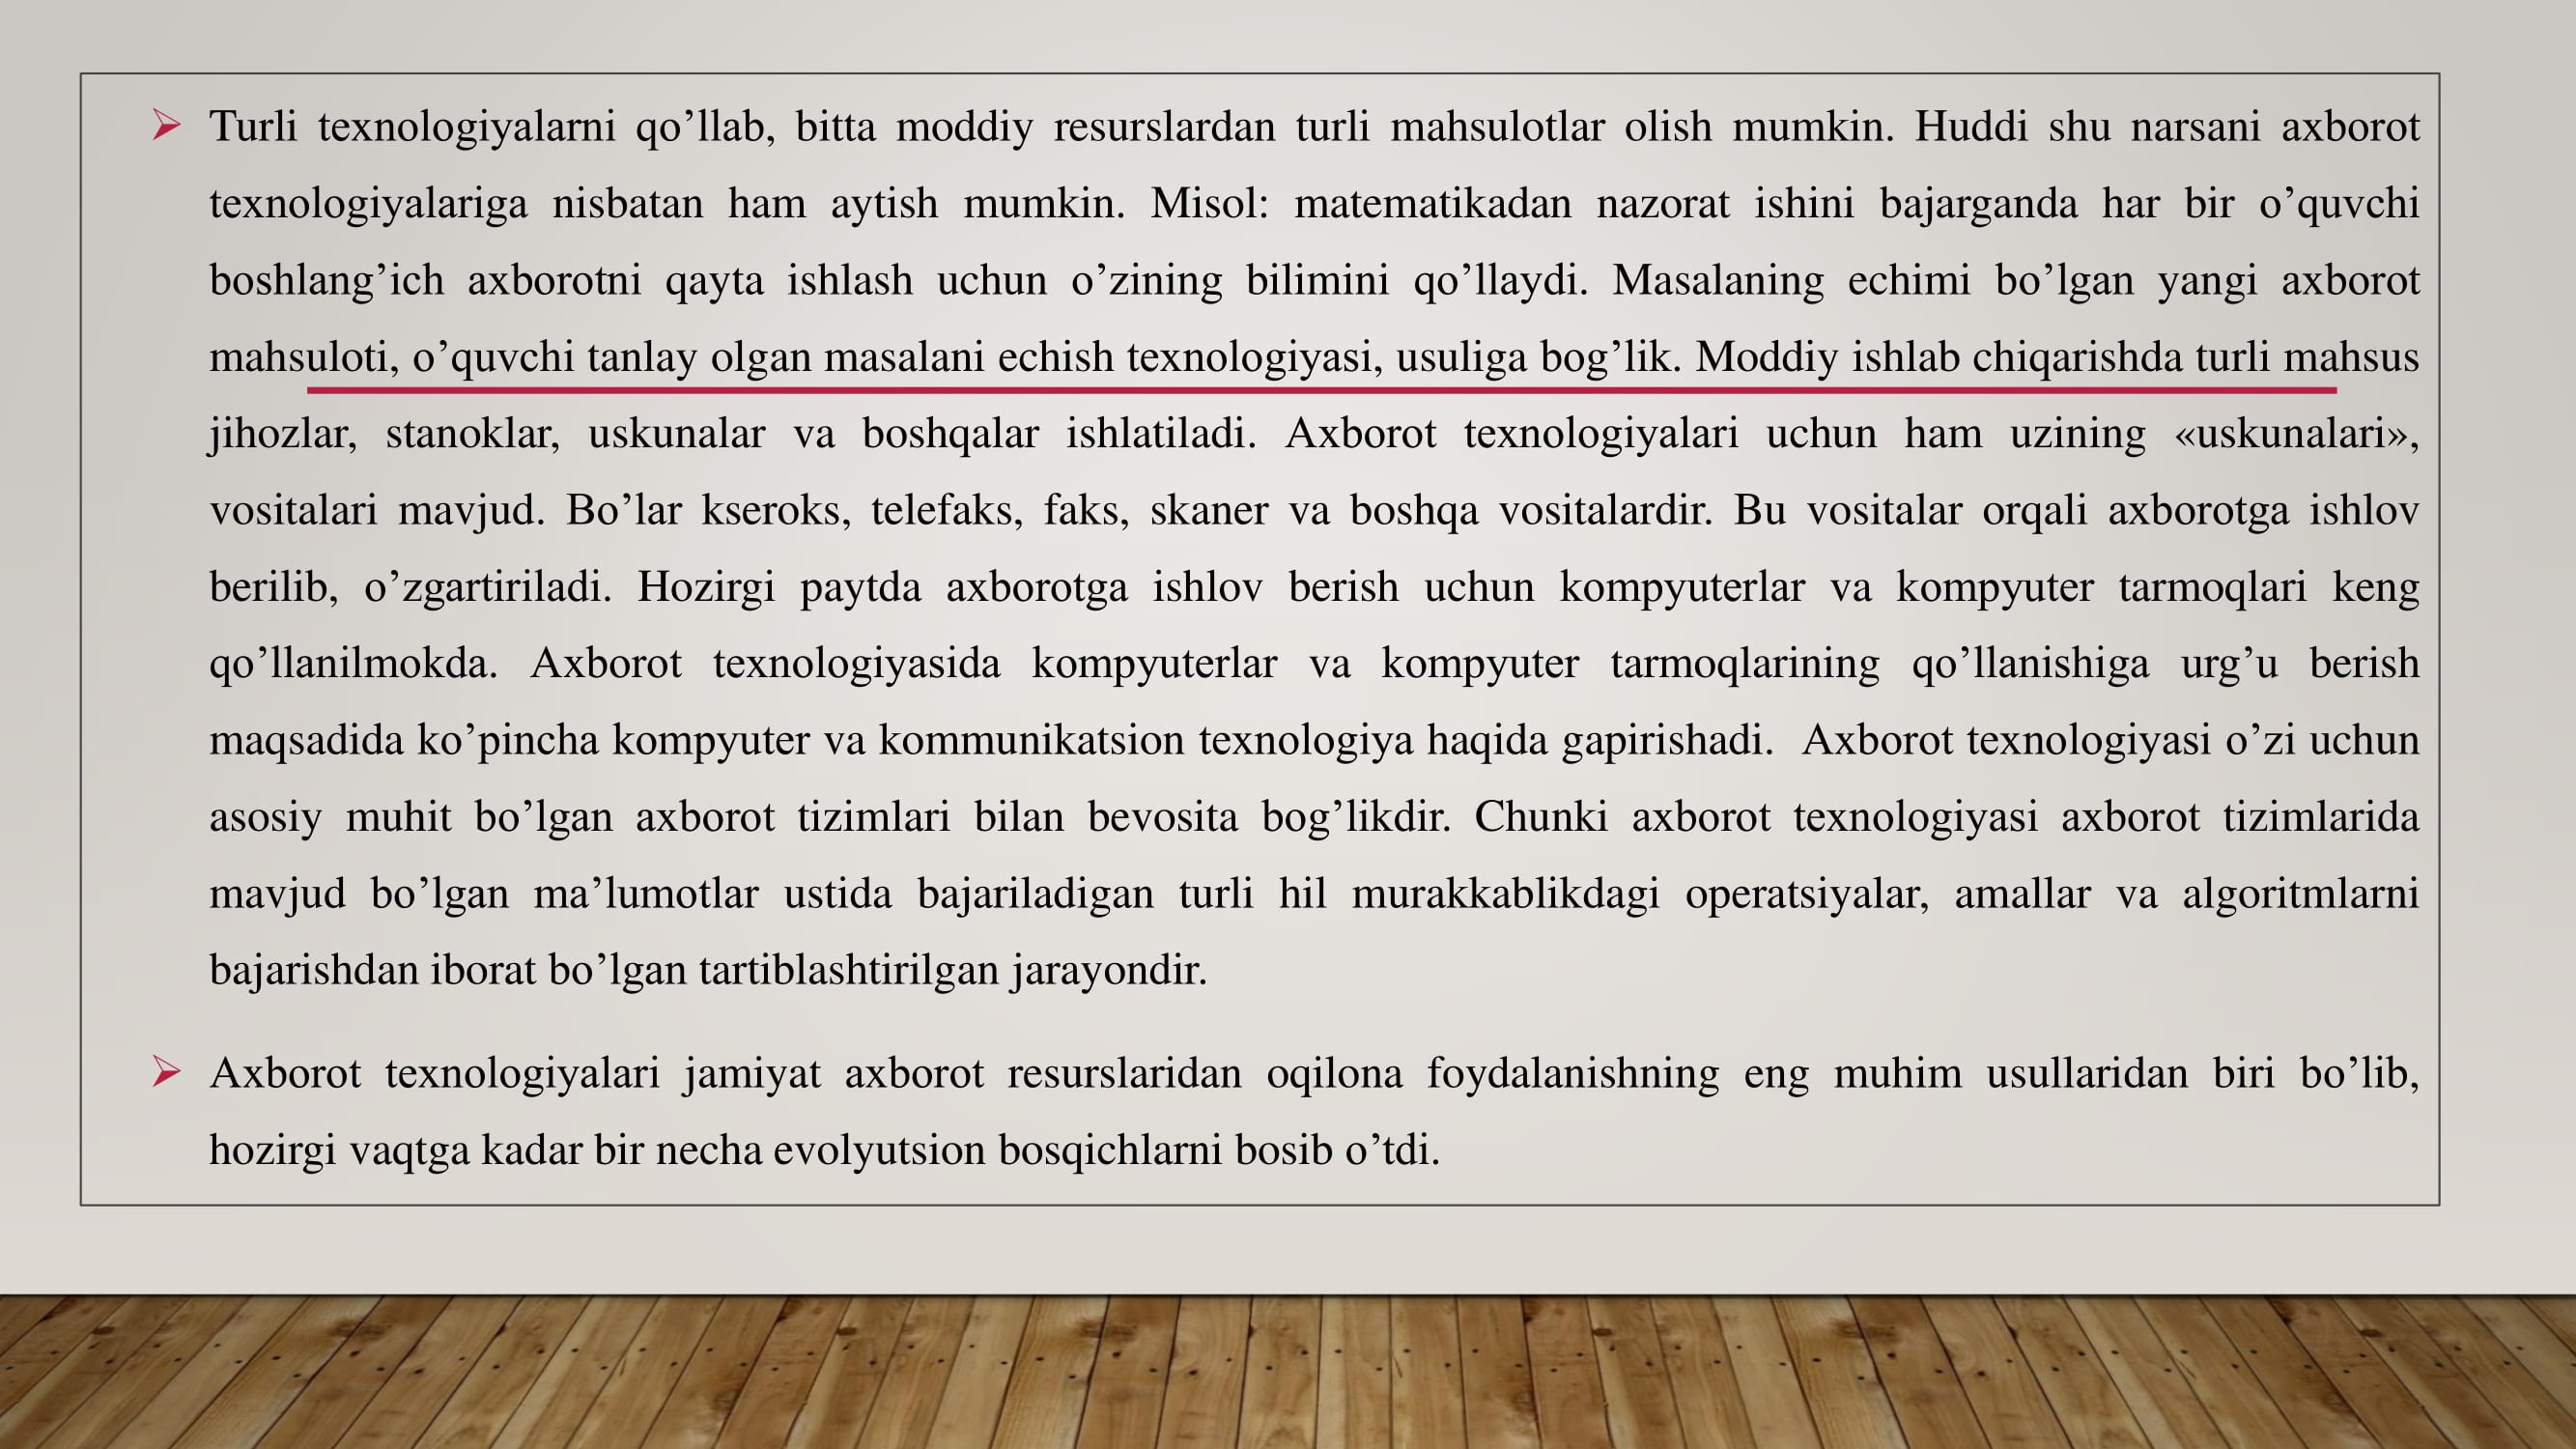 Turli texnologiyalarni qo’llab, bitta moddiy resurslardan turli mahsulotlar olish mumkin. Huddi shu narsani axborot
texnologiyalariga nisbatan ham aytish mumkin. Misol: matematikadan nazorat ishini bajarganda har bir o’quvchi
boshlang’ich axborotni qayta ishlash uchun o’zining bilimini qo’llaydi. Masalaning echimi bo’lgan yangi axborot
mahsuloti, o’quvchi tanlay olgan masalani echish texnologiyasi, usuliga bog’lik. Moddiy ishlab chiqarishda turli mahsus
jihozlar, stanoklar, uskunalar va boshqalar ishlatiladi. Axborot texnologiyalari uchun ham uzining «uskunalari»,
vositalari mavjud. Bo’lar kseroks, telefaks, faks, skaner va boshqa vositalardir. Bu vositalar orqali axborotga ishlov
berilib, o’zgartiriladi. Hozirgi paytda axborotga ishlov berish uchun kompyuterlar va kompyuter tarmoqlari keng
qo’llanilmokda. Axborot texnologiyasida kompyuterlar va kompyuter tarmoqlarining qo’llanishiga urg’u berish
maqsadida ko’pincha kompyuter va kommunikatsion texnologiya haqida gapirishadi. Axborot texnologiyasi o’zi uchun
asosiy muhit bo’lgan axborot tizimlari bilan bevosita bog’likdir. Chunki axborot texnologiyasi axborot tizimlarida
mavjud bo’lgan ma’lumotlar ustida bajariladigan turli hil murakkablikdagi operatsiyalar, amallar va algoritmlarni
bajarishdan iborat bo’lgan tartiblashtirilgan jarayondir.
Axborot texnologiyalari jamiyat axborot resurslaridan oqilona foydalanishning eng muhim usullaridan biri bo’lib,
hozirgi vaqtga kadar bir necha evolyutsion bosqichlarni bosib o’tdi.